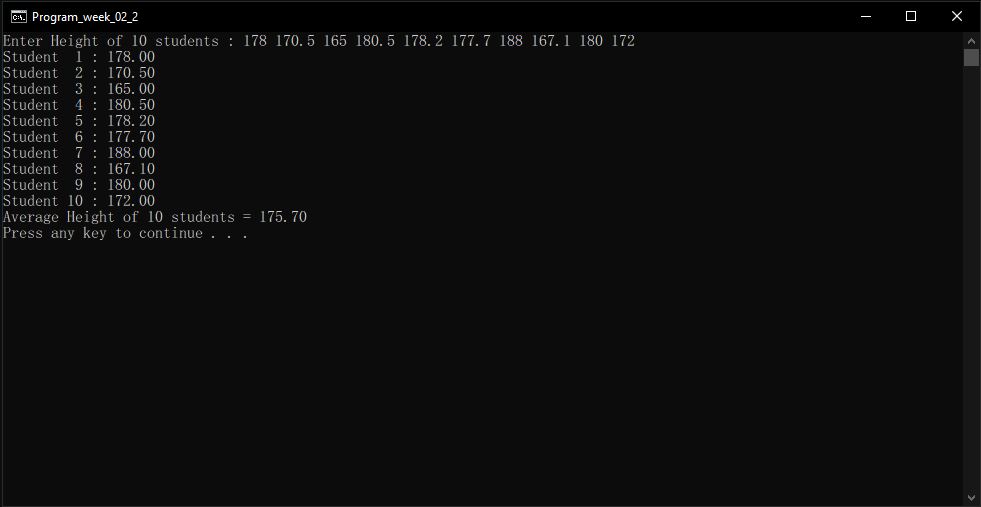 Program_week_02_2
Enter Height of 10 students : 178 170.5 165 180.5 178.2 177.7 188 167.1 180 172
Student  1 : 178.00
Student  2 : 170.50
Student  3 : 165.00
Student  4 : 180.50
Student  5 : 178.20
Student  6 : 177.70
Student  7 : 188.00
Student  8 : 167.10
Student  9 : 180.00
Student 10 : 172.00
Average Height of 10 students = 175.70
Press any key to continue . . .